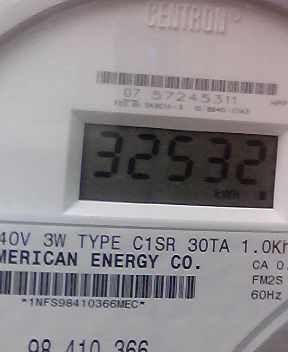 CENTRON®
07 57245311
32532
kWh
40V 3W TYPE C1SR 30TA 1.0Kh
MERICAN ENERGY CO.
CA 0.
FM2S
*1NFS98410366MEC*
60Hz
98 410 366